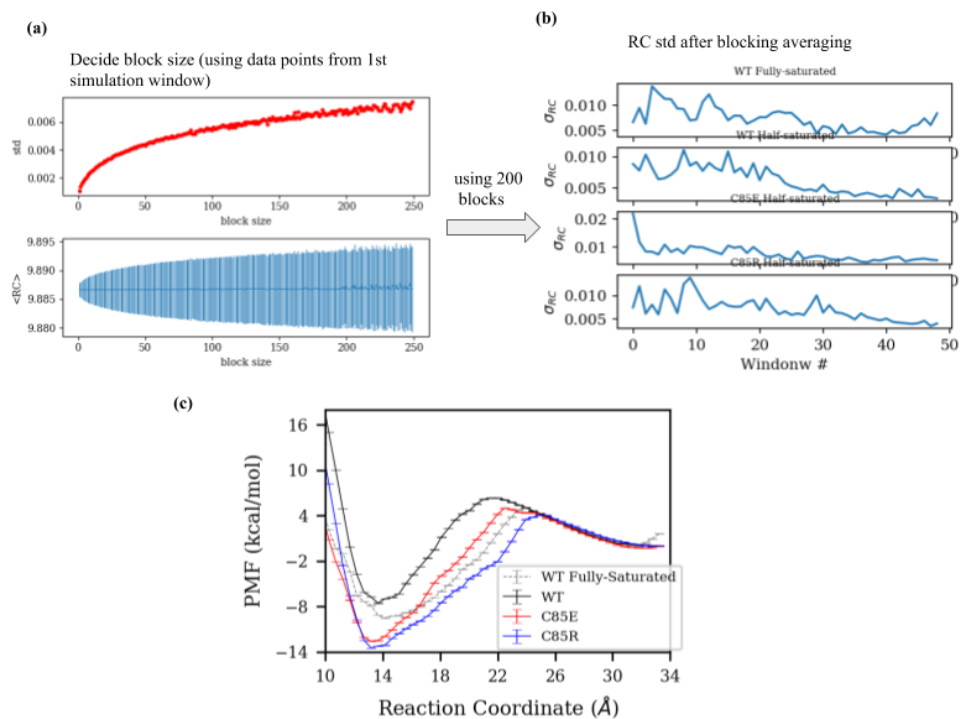 (a)
Decide block size (using data points from 1st
simulation window)
0.006
0.004
0.002
std
0 50 100 150 200 250
block size
9.895
9.890
9.885
9.880
<RC>
0 50 100 150 200 250
block size
using 200
blocks
(b)
RC std after blocking averaging
WT Fully-saturated
0.010
0.005
σRC
0
WT Half-saturated
0.010
0.005
σRC
0
C85E Half-saturated
0.02
0.01
σRC
0
C85R Half-saturated
0.010
0.005
σRC
0 10 20 30 40 50
Windonw #
(c)
16
10
4
−2
−8
−14
PMF (kcal/mol)
WT Fully-Saturated
WT
C85E
C85R
10 14 18 22 26 30 34
Reaction Coordinate (Å)